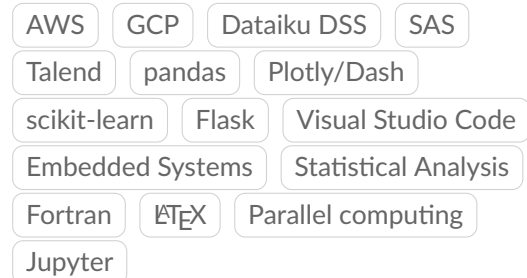 AWS GCP Dataiku DSS SAS
Talend pandas Plotly/Dash
scikit-learn Flask Visual Studio Code
Embedded Systems Statistical Analysis
Fortran LATEX Parallel computing
Jupyter